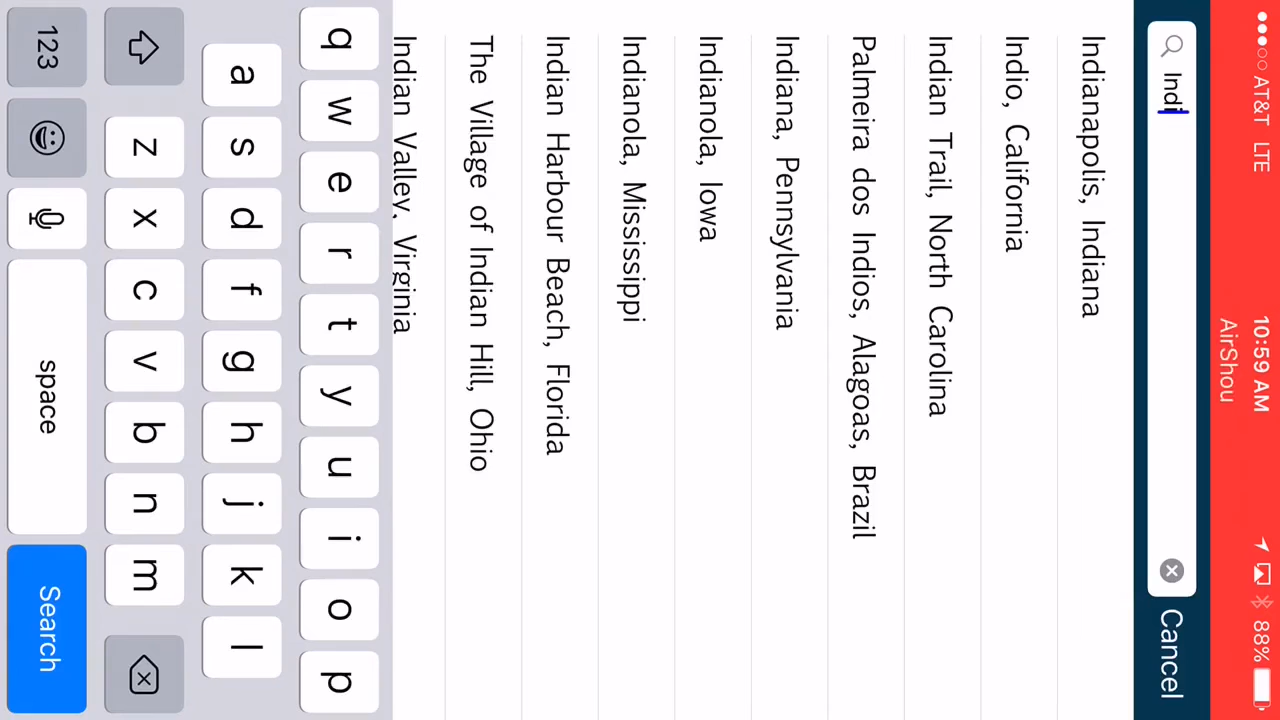 AT&T LTE 10:59 AM 88%
AirShou
Indi Cancel
Indianapolis, Indiana
Indio, California
Indian Trail, North Carolina
Palmeira dos Indios, Alagoas, Brazil
Indiana, Pennsylvania
Indianola, Iowa
Indianola, Mississippi
Indian Harbour Beach, Florida
The Village of Indian Hill, Ohio
Indian Valley, Virginia
q w e r t y u i o p
a s d f g h j k l
z x c v b n m
123 space Search